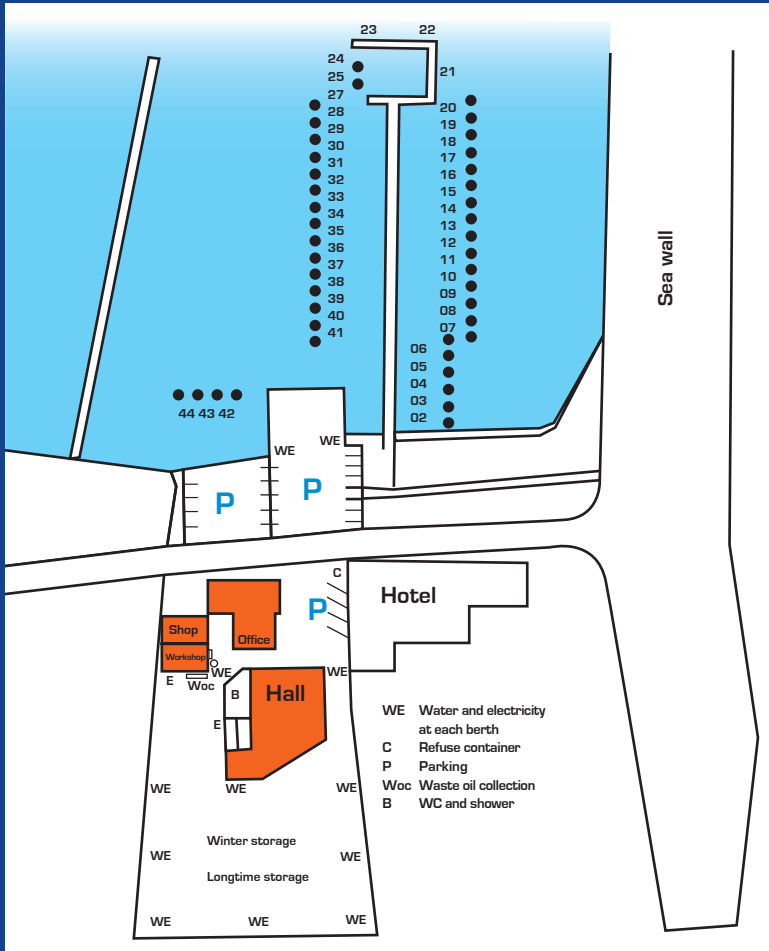 23 22
24
25
21
27
20
28
19
29
18
30
17
31
16
32
15
33
14
34
13
35
12
36
11
37
10
38
09
39
08
40
07
41
06
05
04
03
02
44 43 42
Sea wall
WE
WE
P
P
C
Hotel
P
Shop
Office
Workshop
WE
WE
E
Woc
B
Hall
E
WE Water and electricity
at each berth
C Refuse container
P Parking
Woc Waste oil collection
B WC and shower
WE WE WE
Winter storage
WE WE
Longtime storage
WE WE WE